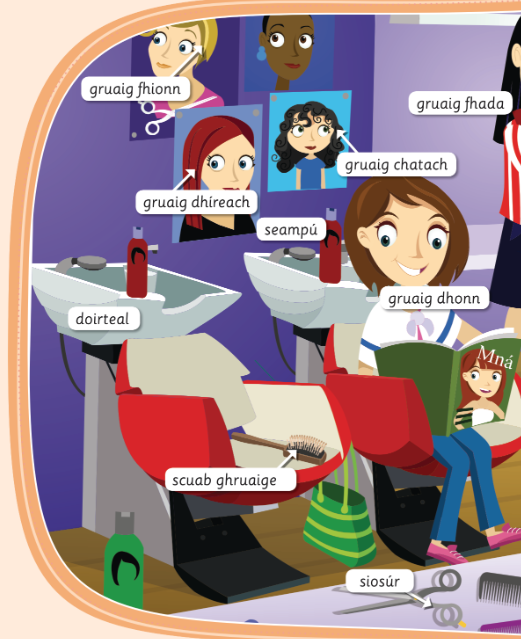 gruaig fhionn
gruaig fhada
gruaig chatach
gruaig dhíreach
seampú
gruaig dhonn
doirteal
Mná
scuab ghruaige
siosúr